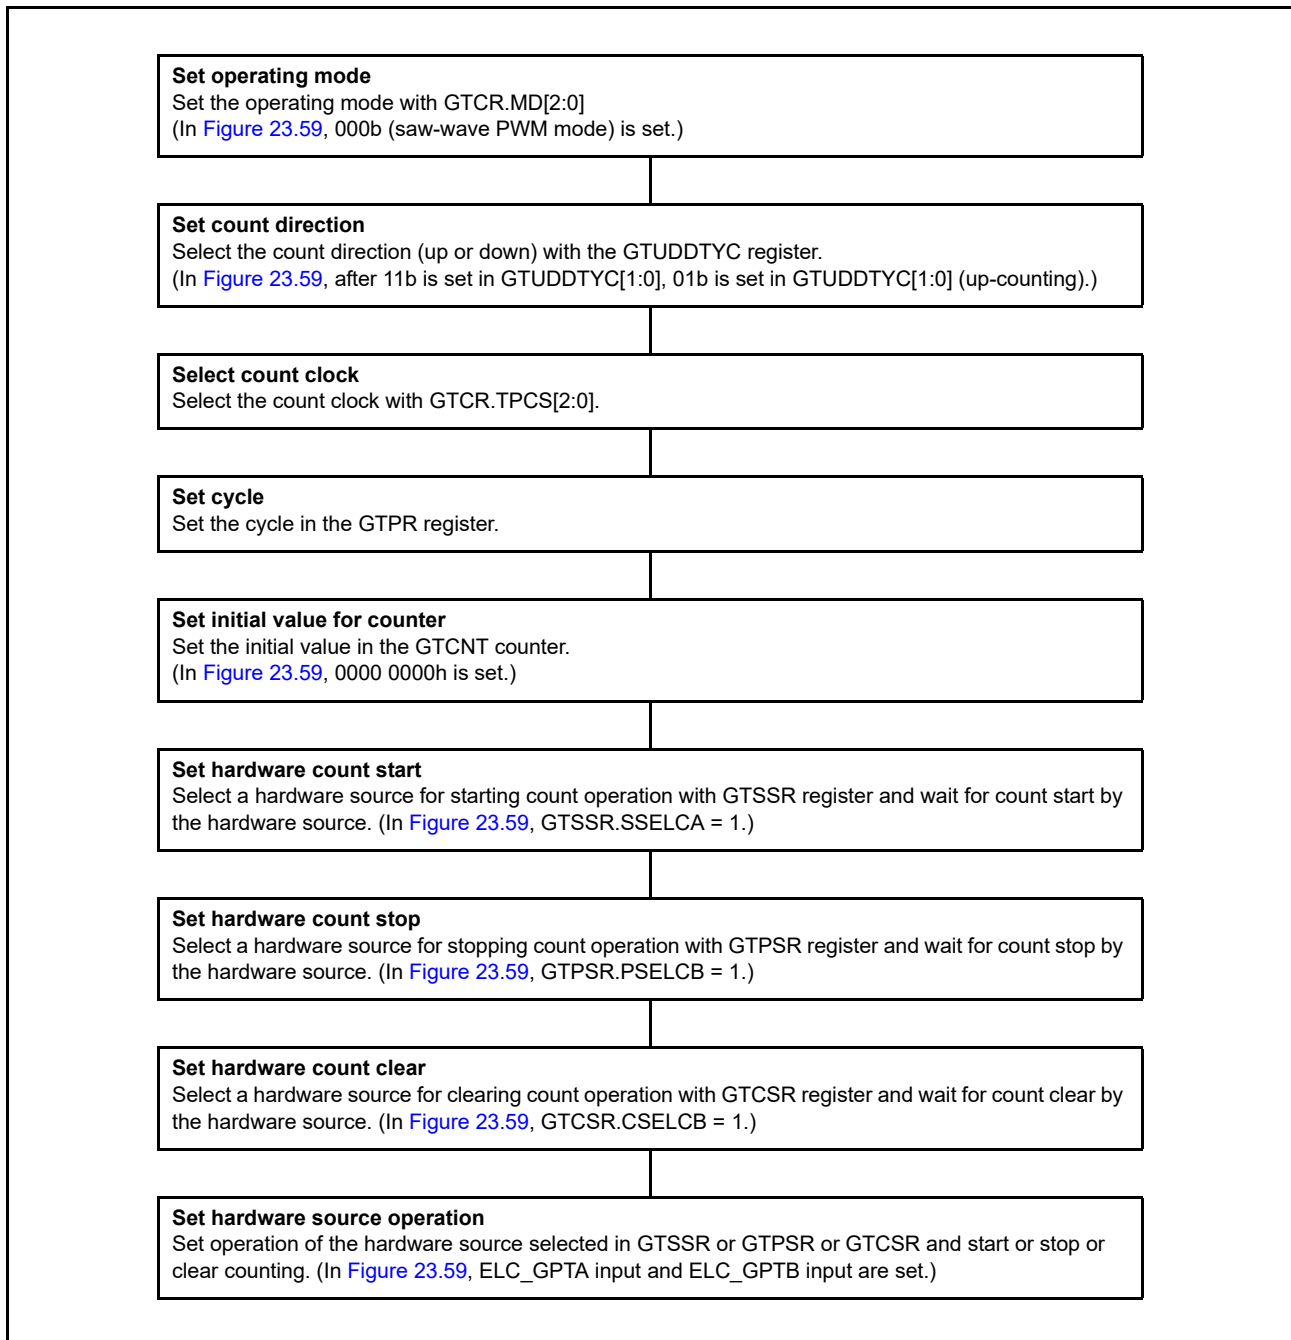 Set operating mode
Set the operating mode with GTCR.MD[2:0]
(In Figure 23.59, 000b (saw-wave PWM mode) is set.)
Set count direction
Select the count direction (up or down) with the GTUDDTYC register.
(In Figure 23.59, after 11b is set in GTUDDTYC[1:0], 01b is set in GTUDDTYC[1:0] (up-counting).)
Select count clock
Select the count clock with GTCR.TPCS[2:0].
Set cycle
Set the cycle in the GTPR register.
Set initial value for counter
Set the initial value in the GTCNT counter.
(In Figure 23.59, 0000 0000h is set.)
Set hardware count start
Select a hardware source for starting count operation with GTSSR register and wait for count start by
the hardware source. (In Figure 23.59, GTSSR.SSELCA = 1.)
Set hardware count stop
Select a hardware source for stopping count operation with GTPSR register and wait for count stop by
the hardware source. (In Figure 23.59, GTPSR.PSELCB = 1.)
Set hardware count clear
Select a hardware source for clearing count operation with GTCSR register and wait for count clear by
the hardware source. (In Figure 23.59, GTCSR.CSELCB = 1.)
Set hardware source operation
Set operation of the hardware source selected in GTSSR or GTPSR or GTCSR and start or stop or
clear counting. (In Figure 23.59, ELC_GPTA input and ELC_GPTB input are set.)